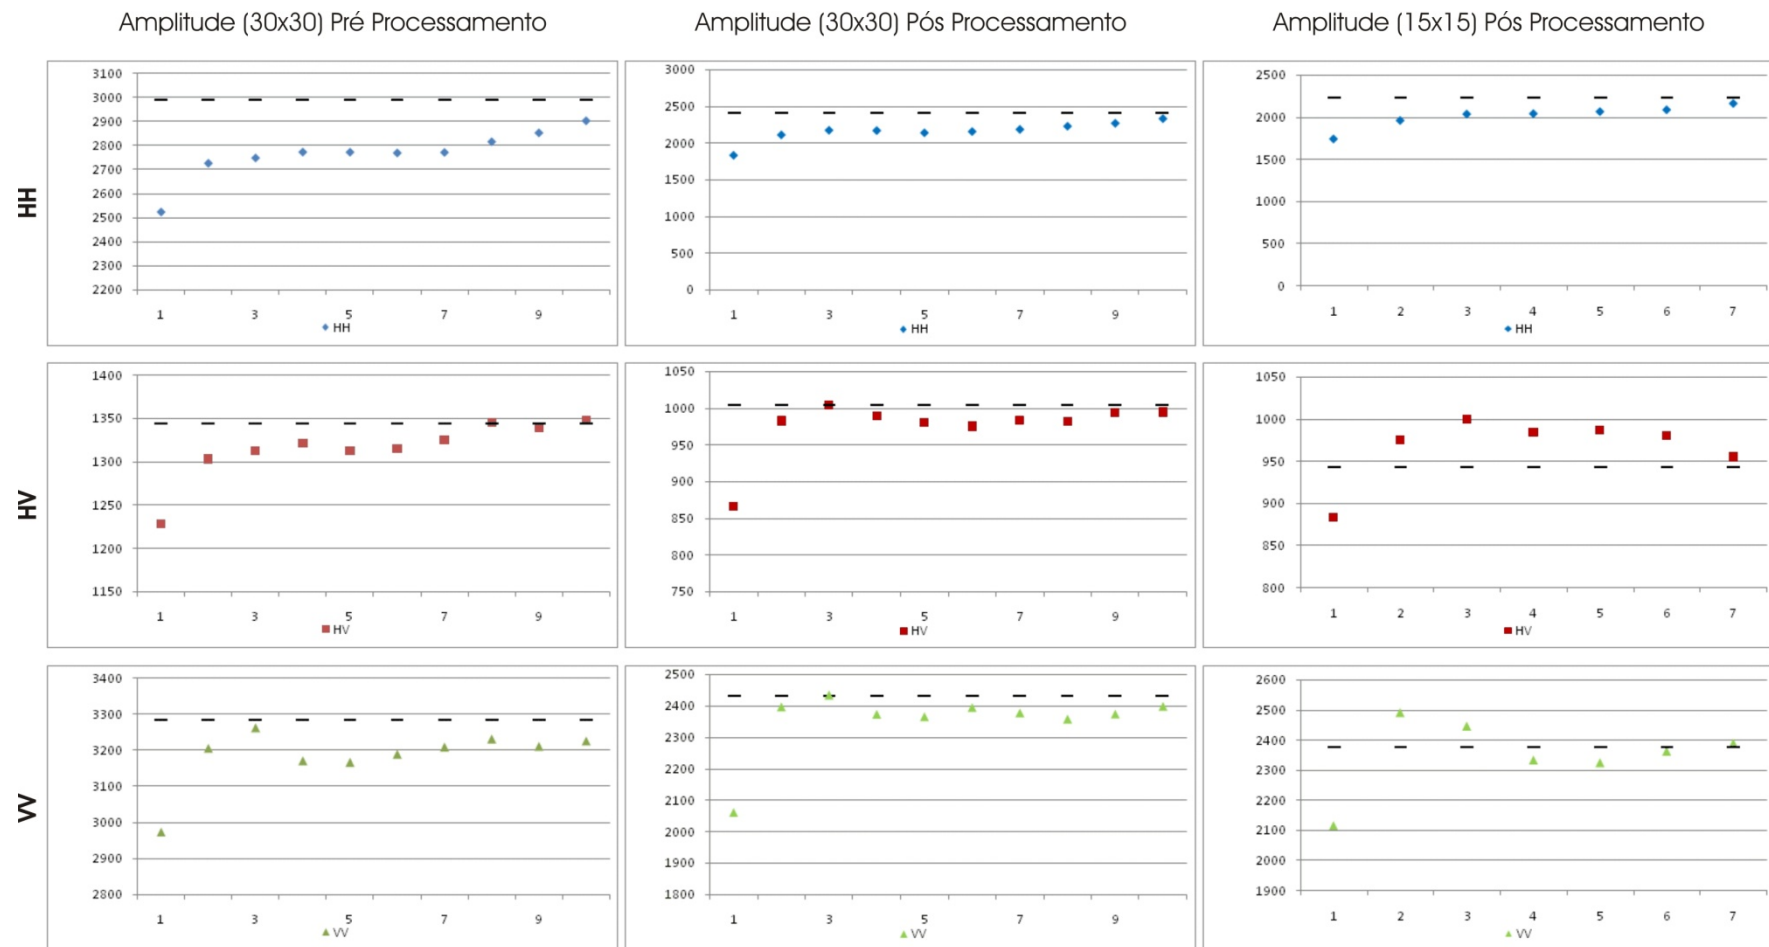 Amplitude (30x30) Pré Processamento
Amplitude (30x30) Pós Processamento
Amplitude (15x15) Pós Processamento
HH
3100
3000
2900
2800
2700
2600
2500
2400
2300
2200
1 3 5 7 9
HH
3000
2500
2000
1500
1000
500
0
1 3 5 7 9
HH
2500
2000
1500
1000
500
0
1 2 3 4 5 6 7
HH
HV
1400
1350
1300
1250
1200
1150
1 3 5 7 9
HV
1050
1000
950
900
850
800
750
1 3 5 7 9
HV
1050
1000
950
900
850
800
1 2 3 4 5 6 7
HV
VV
3400
3300
3200
3100
3000
2900
2800
1 3 5 7 9
VV
2500
2400
2300
2200
2100
2000
1900
1800
1 3 5 7 9
VV
2600
2500
2400
2300
2200
2100
2000
1900
1 2 3 4 5 6 7
VV